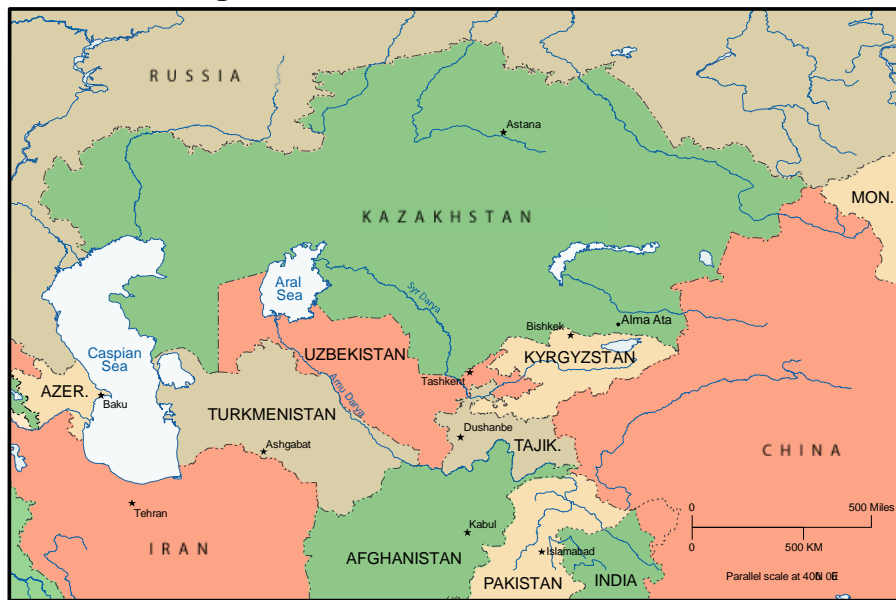 RUSSIA
Astana
MON.
KAZAKHSTAN
Aral
Sea
Syr Darya
Alma Ata
Bishkek
Caspian
Sea
UZBEKISTAN
KYRGYZSTAN
Tashkent
AZER.
Baku
Amu Darya
TURKMENISTAN
Dushanbe
TAJIK.
Ashgabat
CHINA
Tehran
0
500 Miles
Kabul
IRAN
0
500 KM
Islamabad
AFGHANISTAN
PAKISTAN
INDIA
Parallel scale at